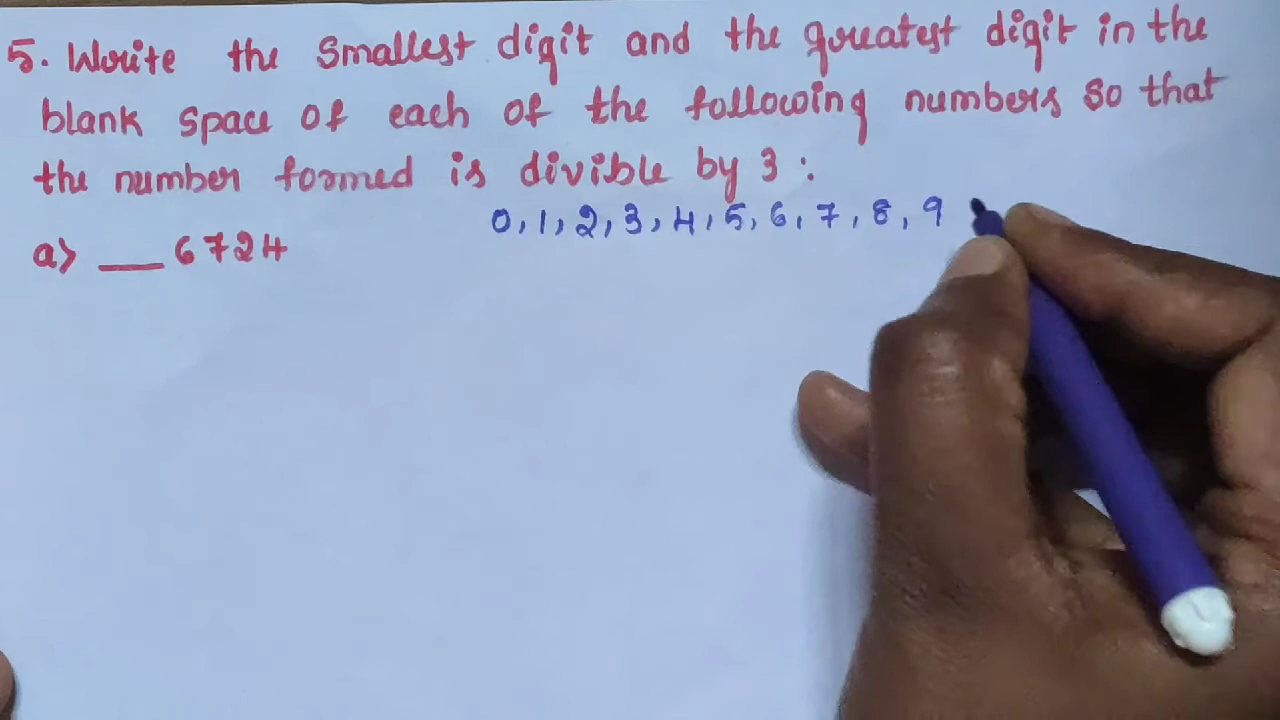 5. Write the smallest digit and the greatest digit in the
blank space of each of the following numbers so that
the number formed is divible by 3 :
0, 1, 2, 3, 4, 5, 6, 7, 8, 9
a> __ 6724